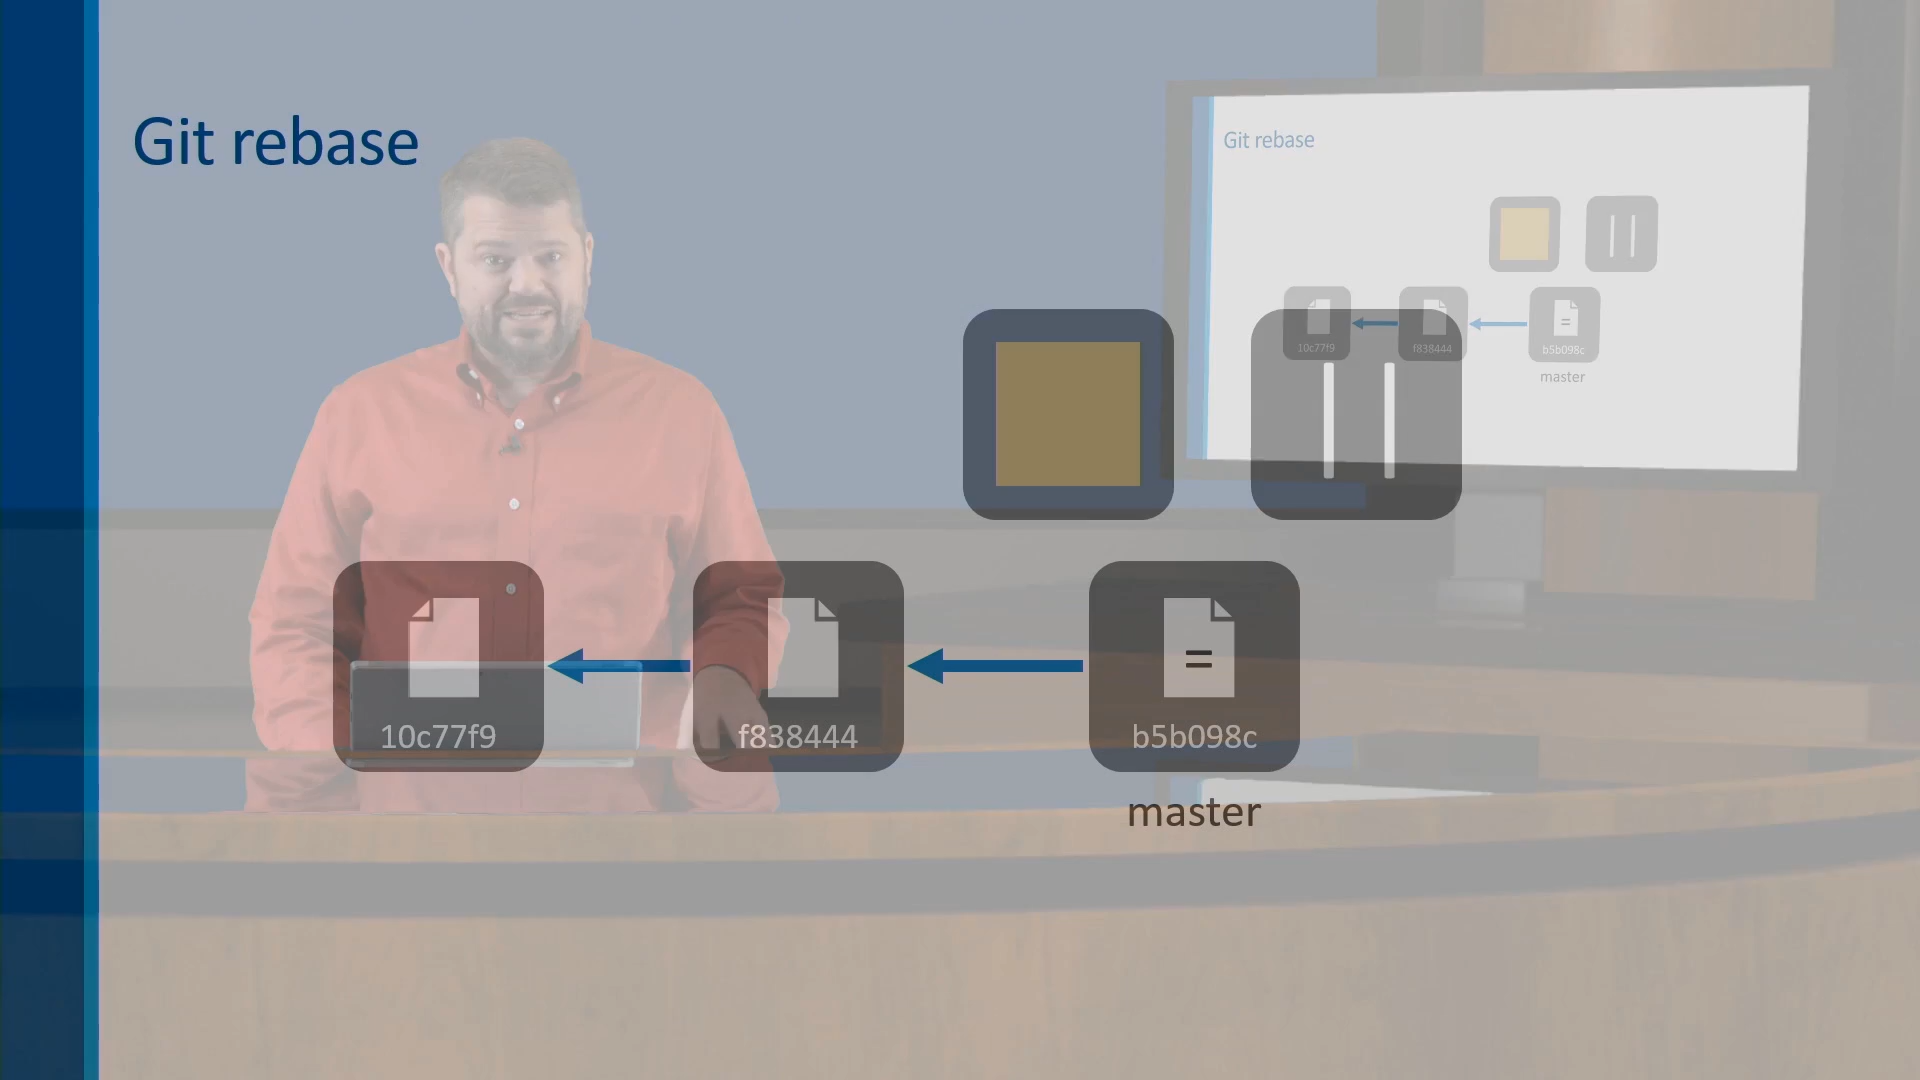 Git rebase
Git rebase
10c77f9
f838444
b5b098c
master
=
10c77f9
f838444
b5b098c
=
master